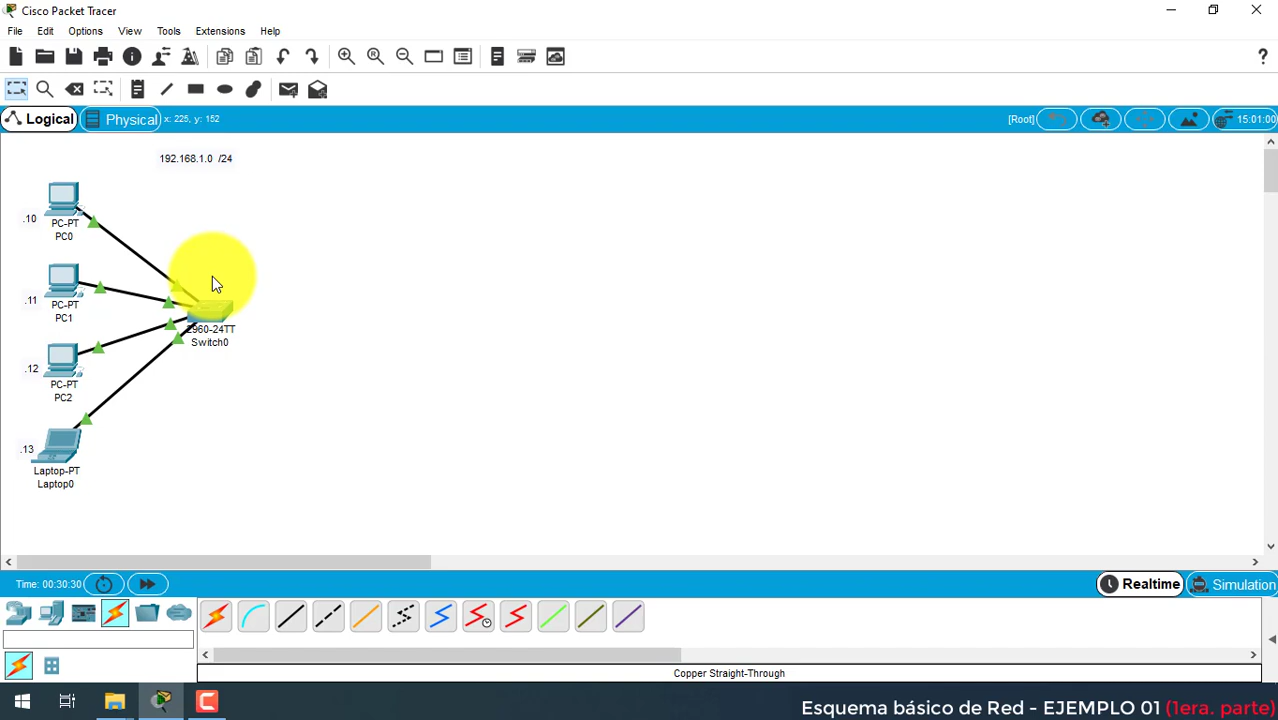 Cisco Packet Tracer
File Edit Options View Tools Extensions Help
?
Logical Physical x: 225, y: 152 [Root] 15:01:00
192.168.1.0 /24
.10
PC-PT
PC0
.11
PC-PT
PC1
2960-24TT
Switch0
.12
PC-PT
PC2
.13
Laptop-PT
Laptop0
Time: 00:30:30 Realtime Simulation
Copper Straight-Through
Esquema básico de Red - EJEMPLO 01 (1era. parte)